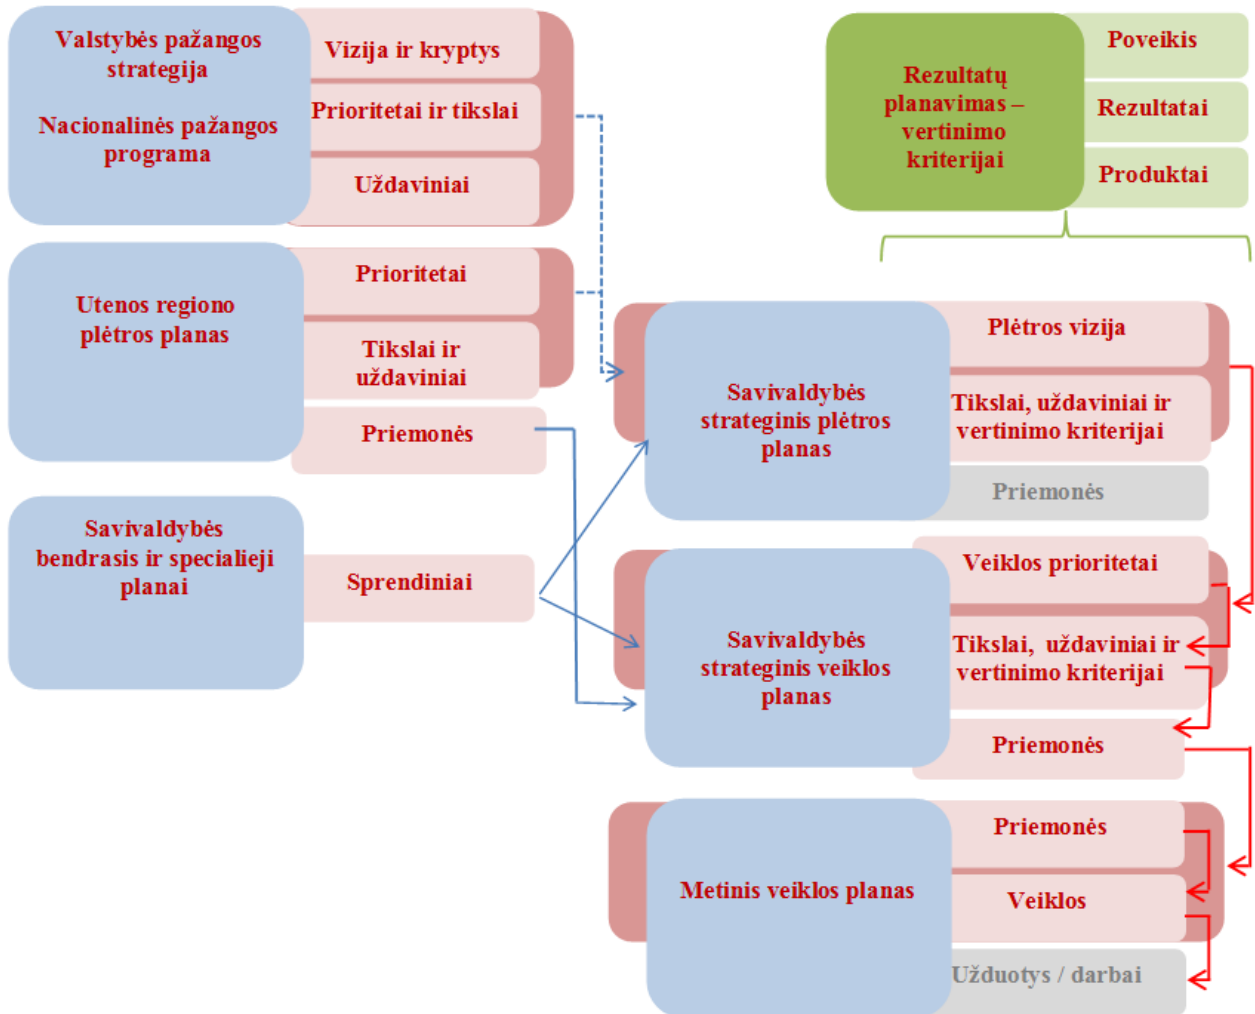 Valstybės pažangos
strategija
Nacionalinės pažangos
programa
Vizija ir kryptys
Prioritetai ir tikslai
Uždaviniai
Rezultatų
planavimas –
vertinimo
kriterijai
Poveikis
Rezultatai
Produktai
Utenos regiono
plėtros planas
Prioritetai
Tikslai ir
uždaviniai
Priemonės
Savivaldybės
strateginis plėtros
planas
Plėtros vizija
Tikslai, uždaviniai ir
vertinimo kriterijai
Priemonės
Savivaldybės
bendrasis ir specialieji
planai
Sprendiniai
Savivaldybės
strateginis veiklos
planas
Veiklos prioritetai
Tikslai, uždaviniai ir
vertinimo kriterijai
Priemonės
Metinis veiklos planas
Priemonės
Veiklos
Užduotys / darbai